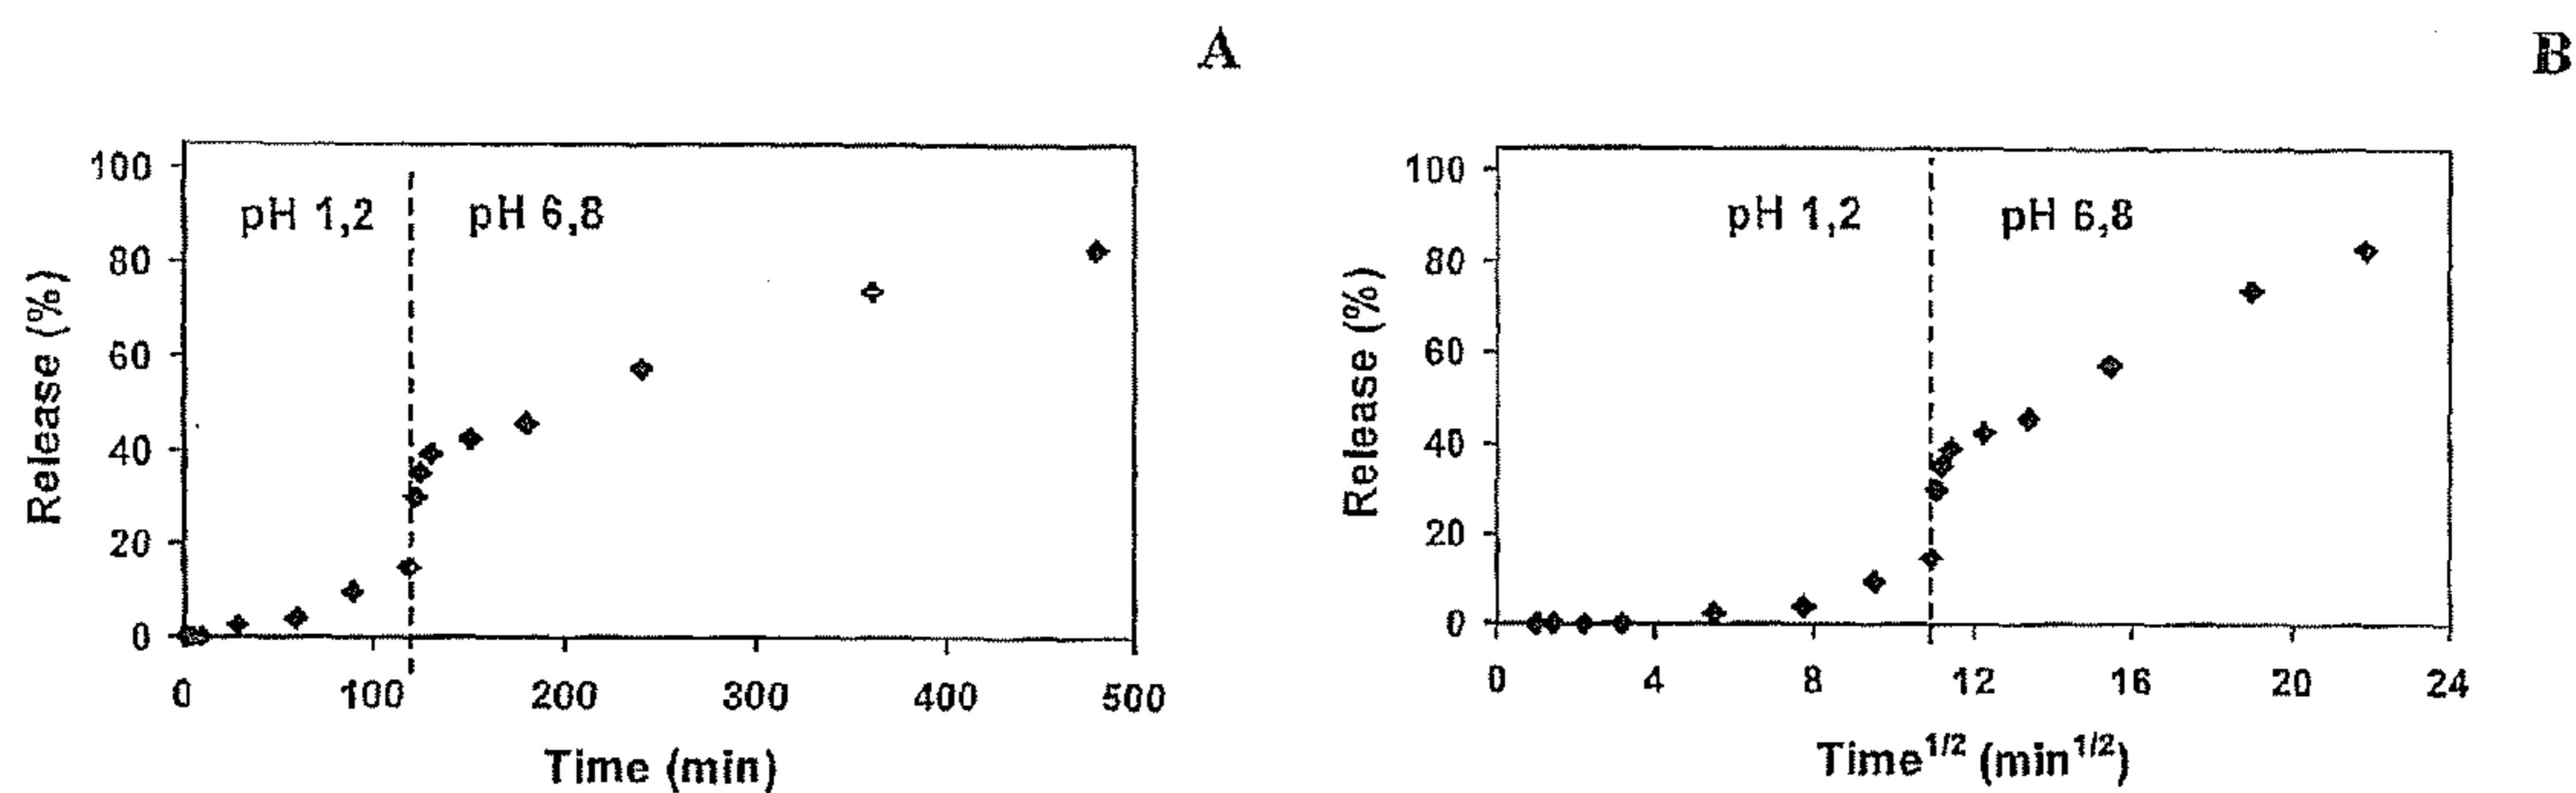 A
B
100
80
60
40
20
0
Release (%)
pH 1,2
pH 6,8
0 100 200 300 400 500
Time (min)
100
80
60
40
20
0
Release (%)
pH 1,2
pH 6,8
0 4 8 12 16 20 24
Time1/2 (min1/2)